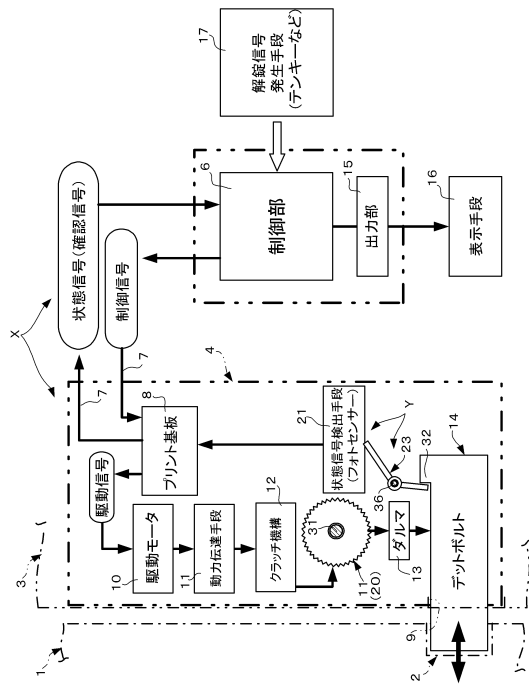 17
解錠信号
発生手段
(テンキーなど)
状態信号(確認信号)
制御信号
6
制御部
15
出力部
16
表示手段
X
7
7
4
駆動信号
8
プリント基板
10
駆動モータ
11
動力伝達手段
12
クラッチ機構
21
状態信号検出手段
(フォトセンサー)
Y
23
36
32
31
11
(20)
ダルマ
13
14
デットボルト
9
2
3
1